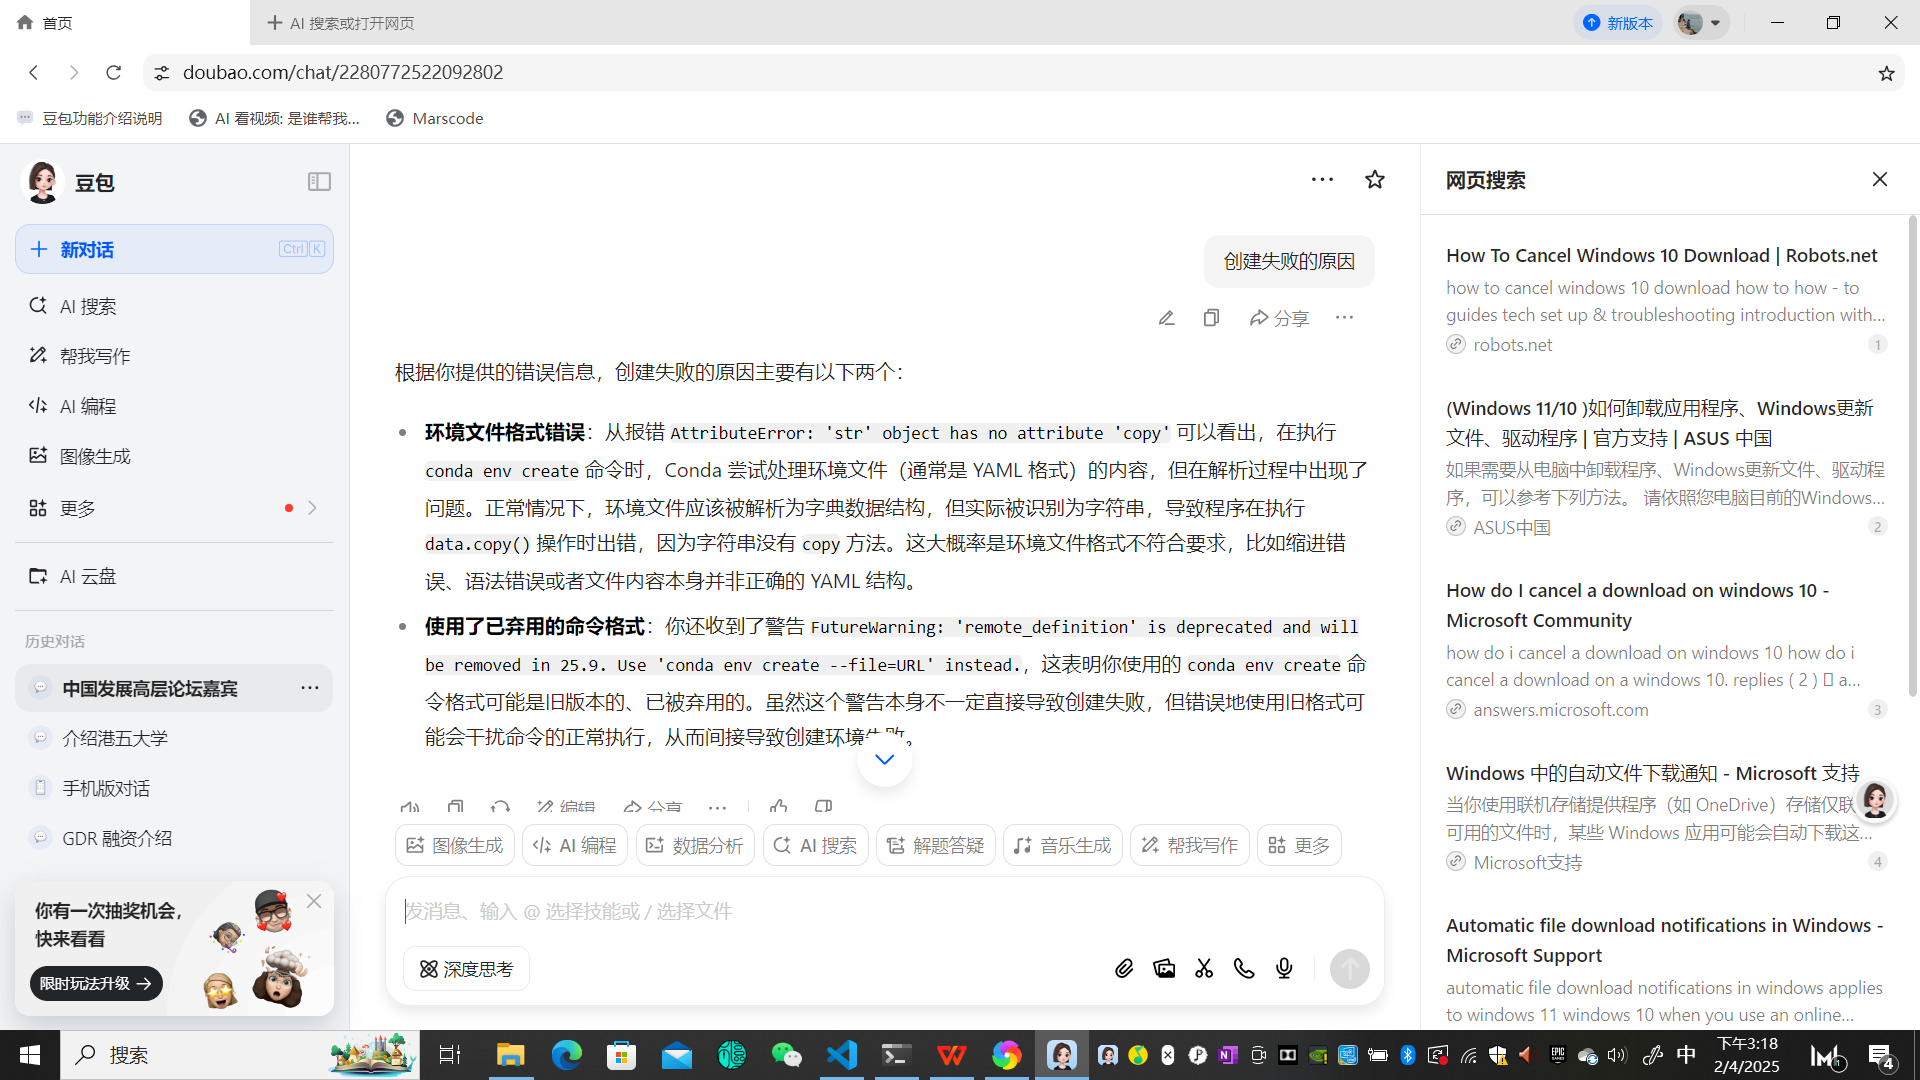 首页
AI 搜索或打开网页
新版本
doubao.com/chat/2280772522092802
豆包功能介绍说明
AI 看视频: 是谁帮我...
Marscode
豆包
新对话
Ctrl K
AI 搜索
帮我写作
AI 编程
图像生成
更多
AI 云盘
历史对话
中国发展高层论坛嘉宾
介绍港五大学
手机版对话
GDR 融资介绍
你有一次抽奖机会，
快来看看
限时玩法升级
创建失败的原因
分享
根据你提供的错误信息，创建失败的原因主要有以下两个：
环境文件格式错误：从报错 AttributeError: 'str' object has no attribute 'copy' 可以看出，在执行
conda env create 命令时，Conda 尝试处理环境文件（通常是 YAML 格式）的内容，但在解析过程中出现了
问题。正常情况下，环境文件应该被解析为字典数据结构，但实际被识别为字符串，导致程序在执行
data.copy() 操作时出错，因为字符串没有 copy 方法。这大概率是环境文件格式不符合要求，比如缩进错
误、语法错误或者文件内容本身并非正确的 YAML 结构。
使用了已弃用的命令格式：你还收到了警告 FutureWarning: 'remote_definition' is deprecated and will
be removed in 25.9. Use 'conda env create --file=URL' instead.，这表明你使用的 conda env create 命
令格式可能是旧版本的、已被弃用的。虽然这个警告本身不一定直接导致创建失败，但错误地使用旧格式可
能会干扰命令的正常执行，从而间接导致创建环境失败。
编辑
分享
图像生成
AI 编程
数据分析
AI 搜索
解题答疑
音乐生成
帮我写作
更多
发消息、输入 @ 选择技能或 / 选择文件
深度思考
网页搜索
How To Cancel Windows 10 Download | Robots.net
how to cancel windows 10 download how to how - to
guides tech set up & troubleshooting introduction with...
robots.net
1
(Windows 11/10 )如何卸载应用程序、Windows更新
文件、驱动程序 | 官方支持 | ASUS 中国
如果需要从电脑中卸载程序、Windows更新文件、驱动程
序，可以参考下列方法。 请依照您电脑目前的Windows...
ASUS中国
2
How do I cancel a download on windows 10 -
Microsoft Community
how do i cancel a download on windows 10 how do i
cancel a download on a windows 10. replies ( 2 ) a...
answers.microsoft.com
3
Windows 中的自动文件下载通知 - Microsoft 支持
当你使用联机存储提供程序（如 OneDrive）存储仅联
可用的文件时，某些 Windows 应用可能会自动下载这...
Microsoft支持
4
Automatic file download notifications in Windows -
Microsoft Support
automatic file download notifications in windows applies
to windows 11 windows 10 when you use an online...
搜索
中
下午3:18
2/4/2025
4